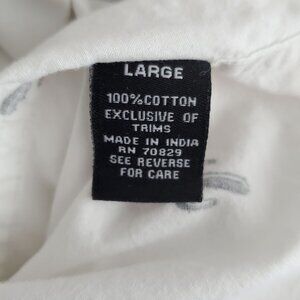 LARGE
100%COTTON
EXCLUSIVE OF
TRIMS
MADE IN INDIA
RN 70829
SEE REVERSE
FOR CARE